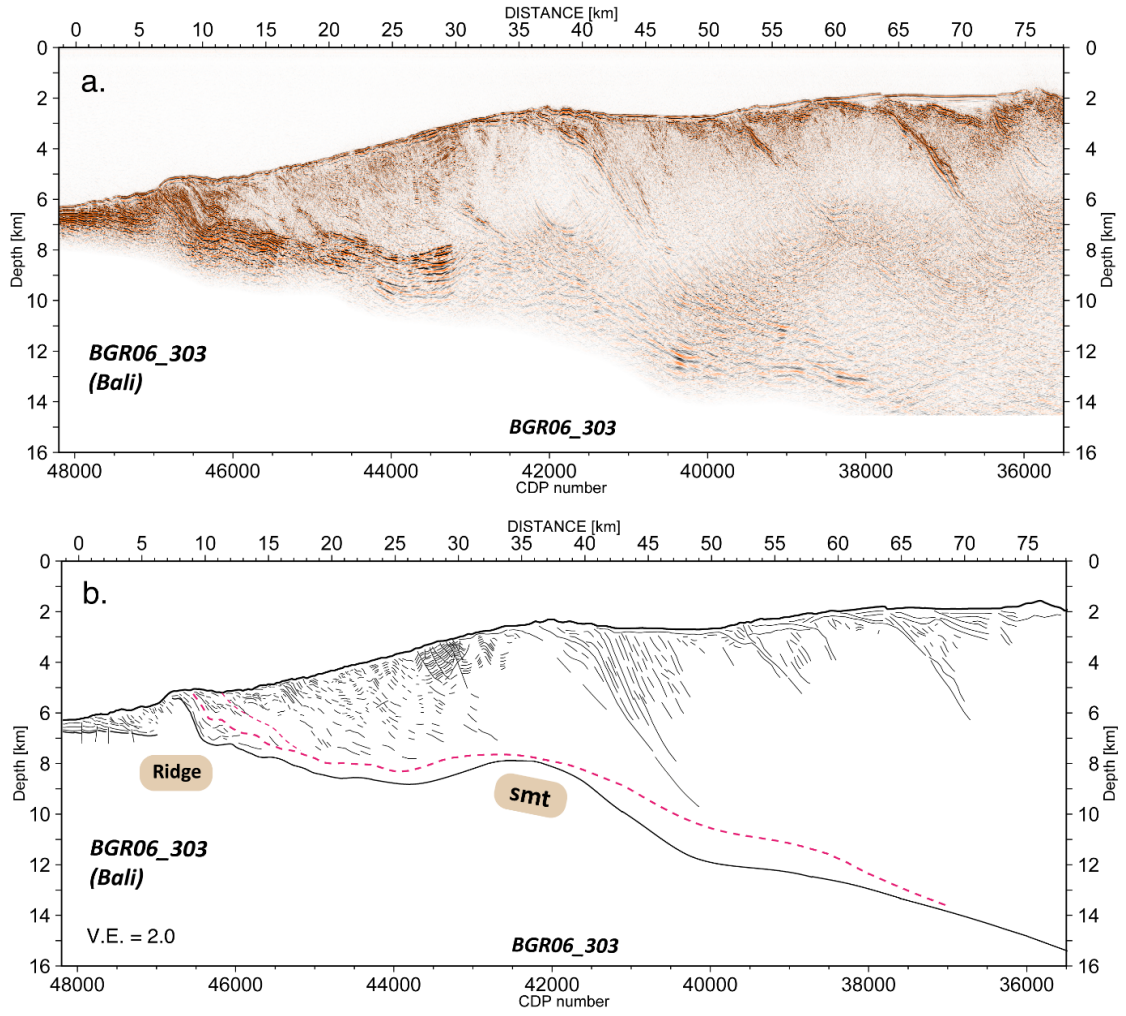 DISTANCE [km]
0 5 10 15 20 25 30 35 40 45 50 55 60 65 70 75
a.
0 0
2 2
4 4
6 6
8 8
10 10
12 12
14 14
16 16
Depth [km] Depth [km]
BGR06_303
(Bali)
BGR06_303
48000 46000 44000 42000 40000 38000 36000
CDP number
DISTANCE [km]
0 5 10 15 20 25 30 35 40 45 50 55 60 65 70 75
b.
0 0
2 2
4 4
6 6
8 8
10 10
12 12
14 14
16 16
Depth [km] Depth [km]
Ridge
smt
BGR06_303
(Bali)
V.E. = 2.0
BGR06_303
48000 46000 44000 42000 40000 38000 36000
CDP number